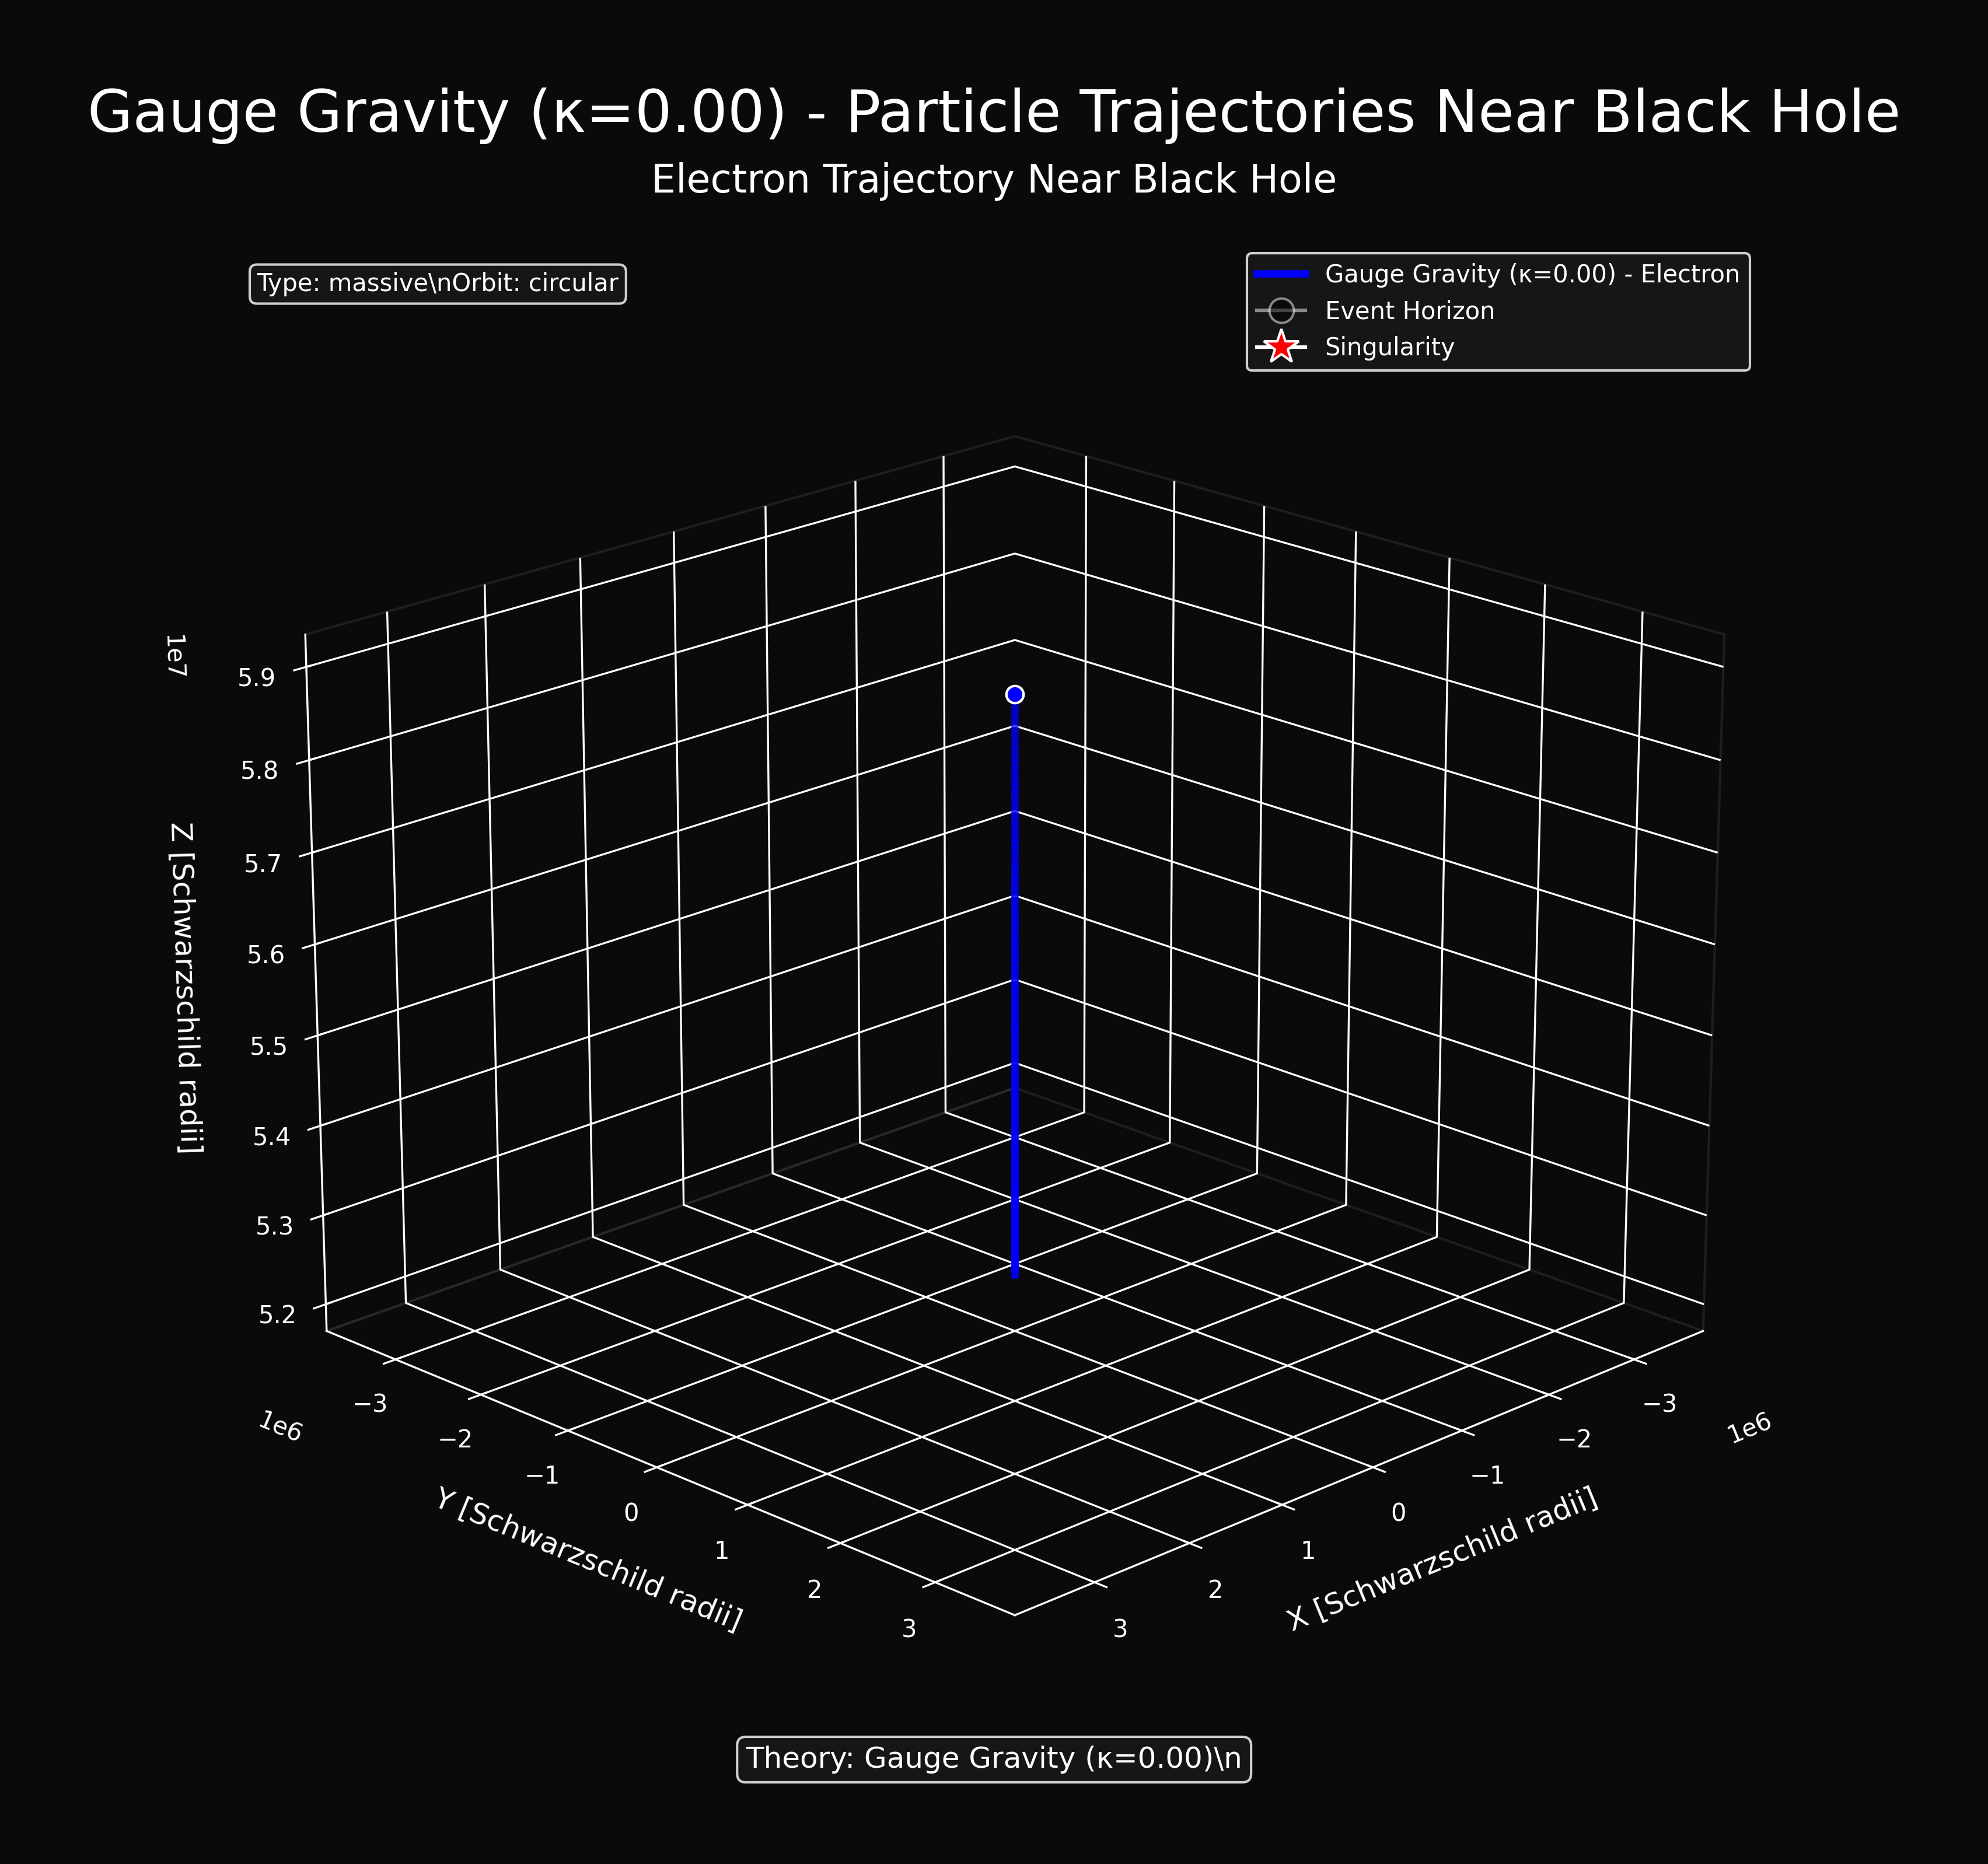 Gauge Gravity (κ=0.00) - Particle Trajectories Near Black Hole
Electron Trajectory Near Black Hole
Type: massive\nOrbit: circular
Gauge Gravity (κ=0.00) - Electron
Event Horizon
Singularity
1e7
5.9
5.8
5.7
5.6
5.5
5.4
5.3
5.2
Z [Schwarzschild radii]
−3
−2
−1
0
1
2
3
1e6
Y [Schwarzschild radii]
−3
−2
−1
0
1
2
3
1e6
X [Schwarzschild radii]
Theory: Gauge Gravity (κ=0.00)\n